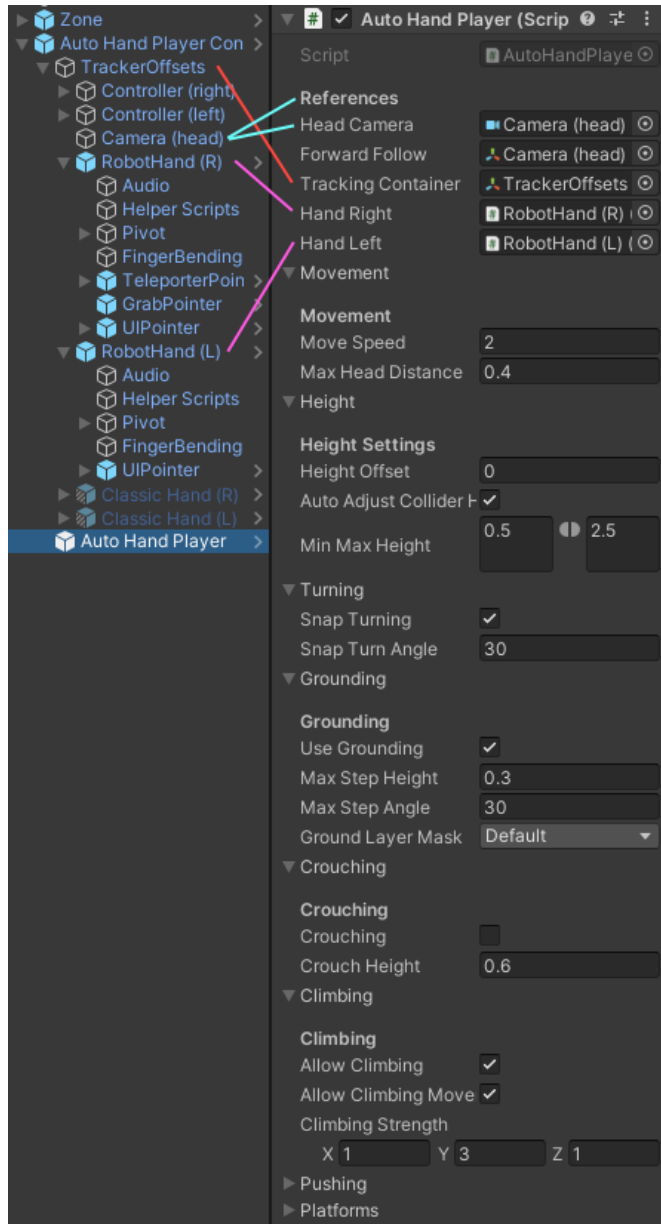 Zone
Auto Hand Player Con
TrackerOffsets
Controller (right)
Controller (left)
Camera (head)
RobotHand (R)
Audio
Helper Scripts
Pivot
FingerBending
TeleporterPoin
GrabPointer
UIPointer
RobotHand (L)
Audio
Helper Scripts
Pivot
FingerBending
UIPointer
Classic Hand (R)
Classic Hand (L)
Auto Hand Player
# Auto Hand Player (Scrip
Script # AutoHandPlaye
References
Head Camera Camera (head)
Forward Follow Camera (head)
Tracking Container TrackerOffsets
Hand Right # RobotHand (R) (
Hand Left # RobotHand (L) (
Movement
Movement
Move Speed 2
Max Head Distance 0.4
Height
Height Settings
Height Offset 0
Auto Adjust Collider H
Min Max Height 0.5 2.5
Turning
Snap Turning
Snap Turn Angle 30
Grounding
Grounding
Use Grounding
Max Step Height 0.3
Max Step Angle 30
Ground Layer Mask Default
Crouching
Crouching
Crouching
Crouch Height 0.6
Climbing
Climbing
Allow Climbing
Allow Climbing Move
Climbing Strength
X 1 Y 3 Z 1
Pushing
Platforms